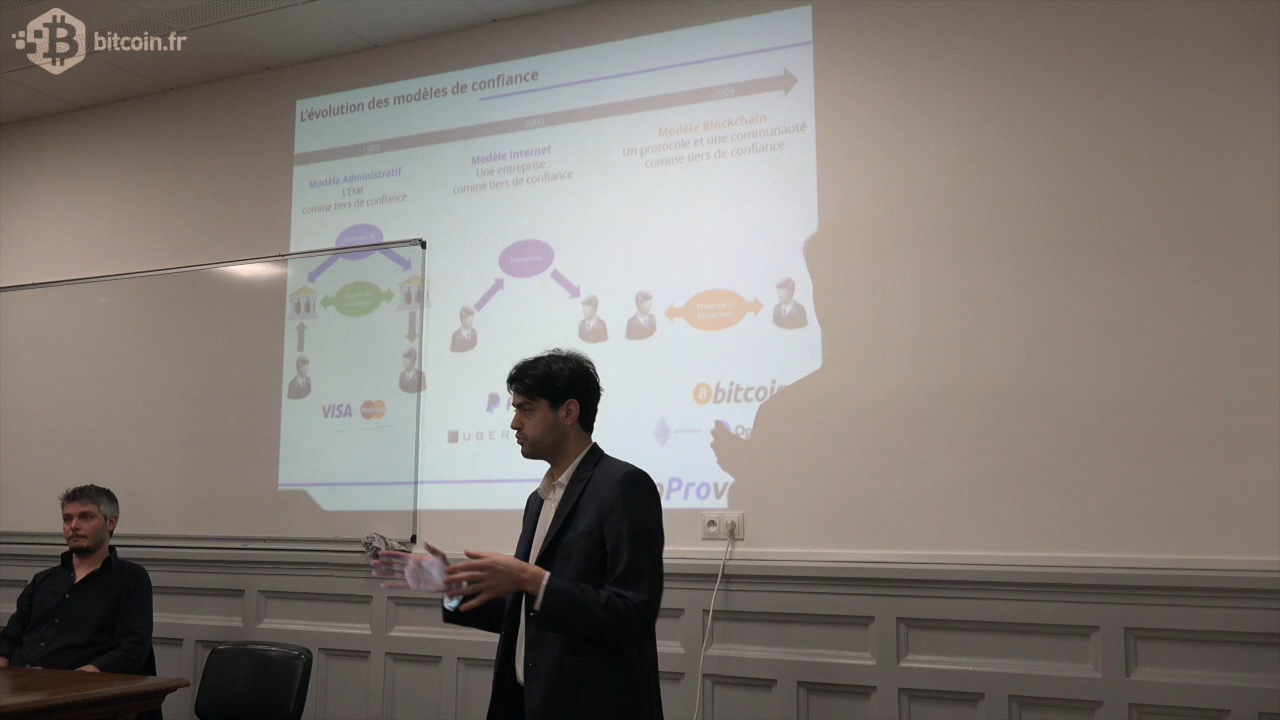 bitcoin.fr
L'évolution des modèles de confiance
~1980
~2000
~2009
Modèle Administratif
L'Etat
comme tiers de confiance
Modèle Internet
Une entreprise
comme tiers de confiance
Modèle Blockchain
Un protocole et une communauté
comme tiers de confiance
Entreprises
VISA
UBER
bitcoin
Prov